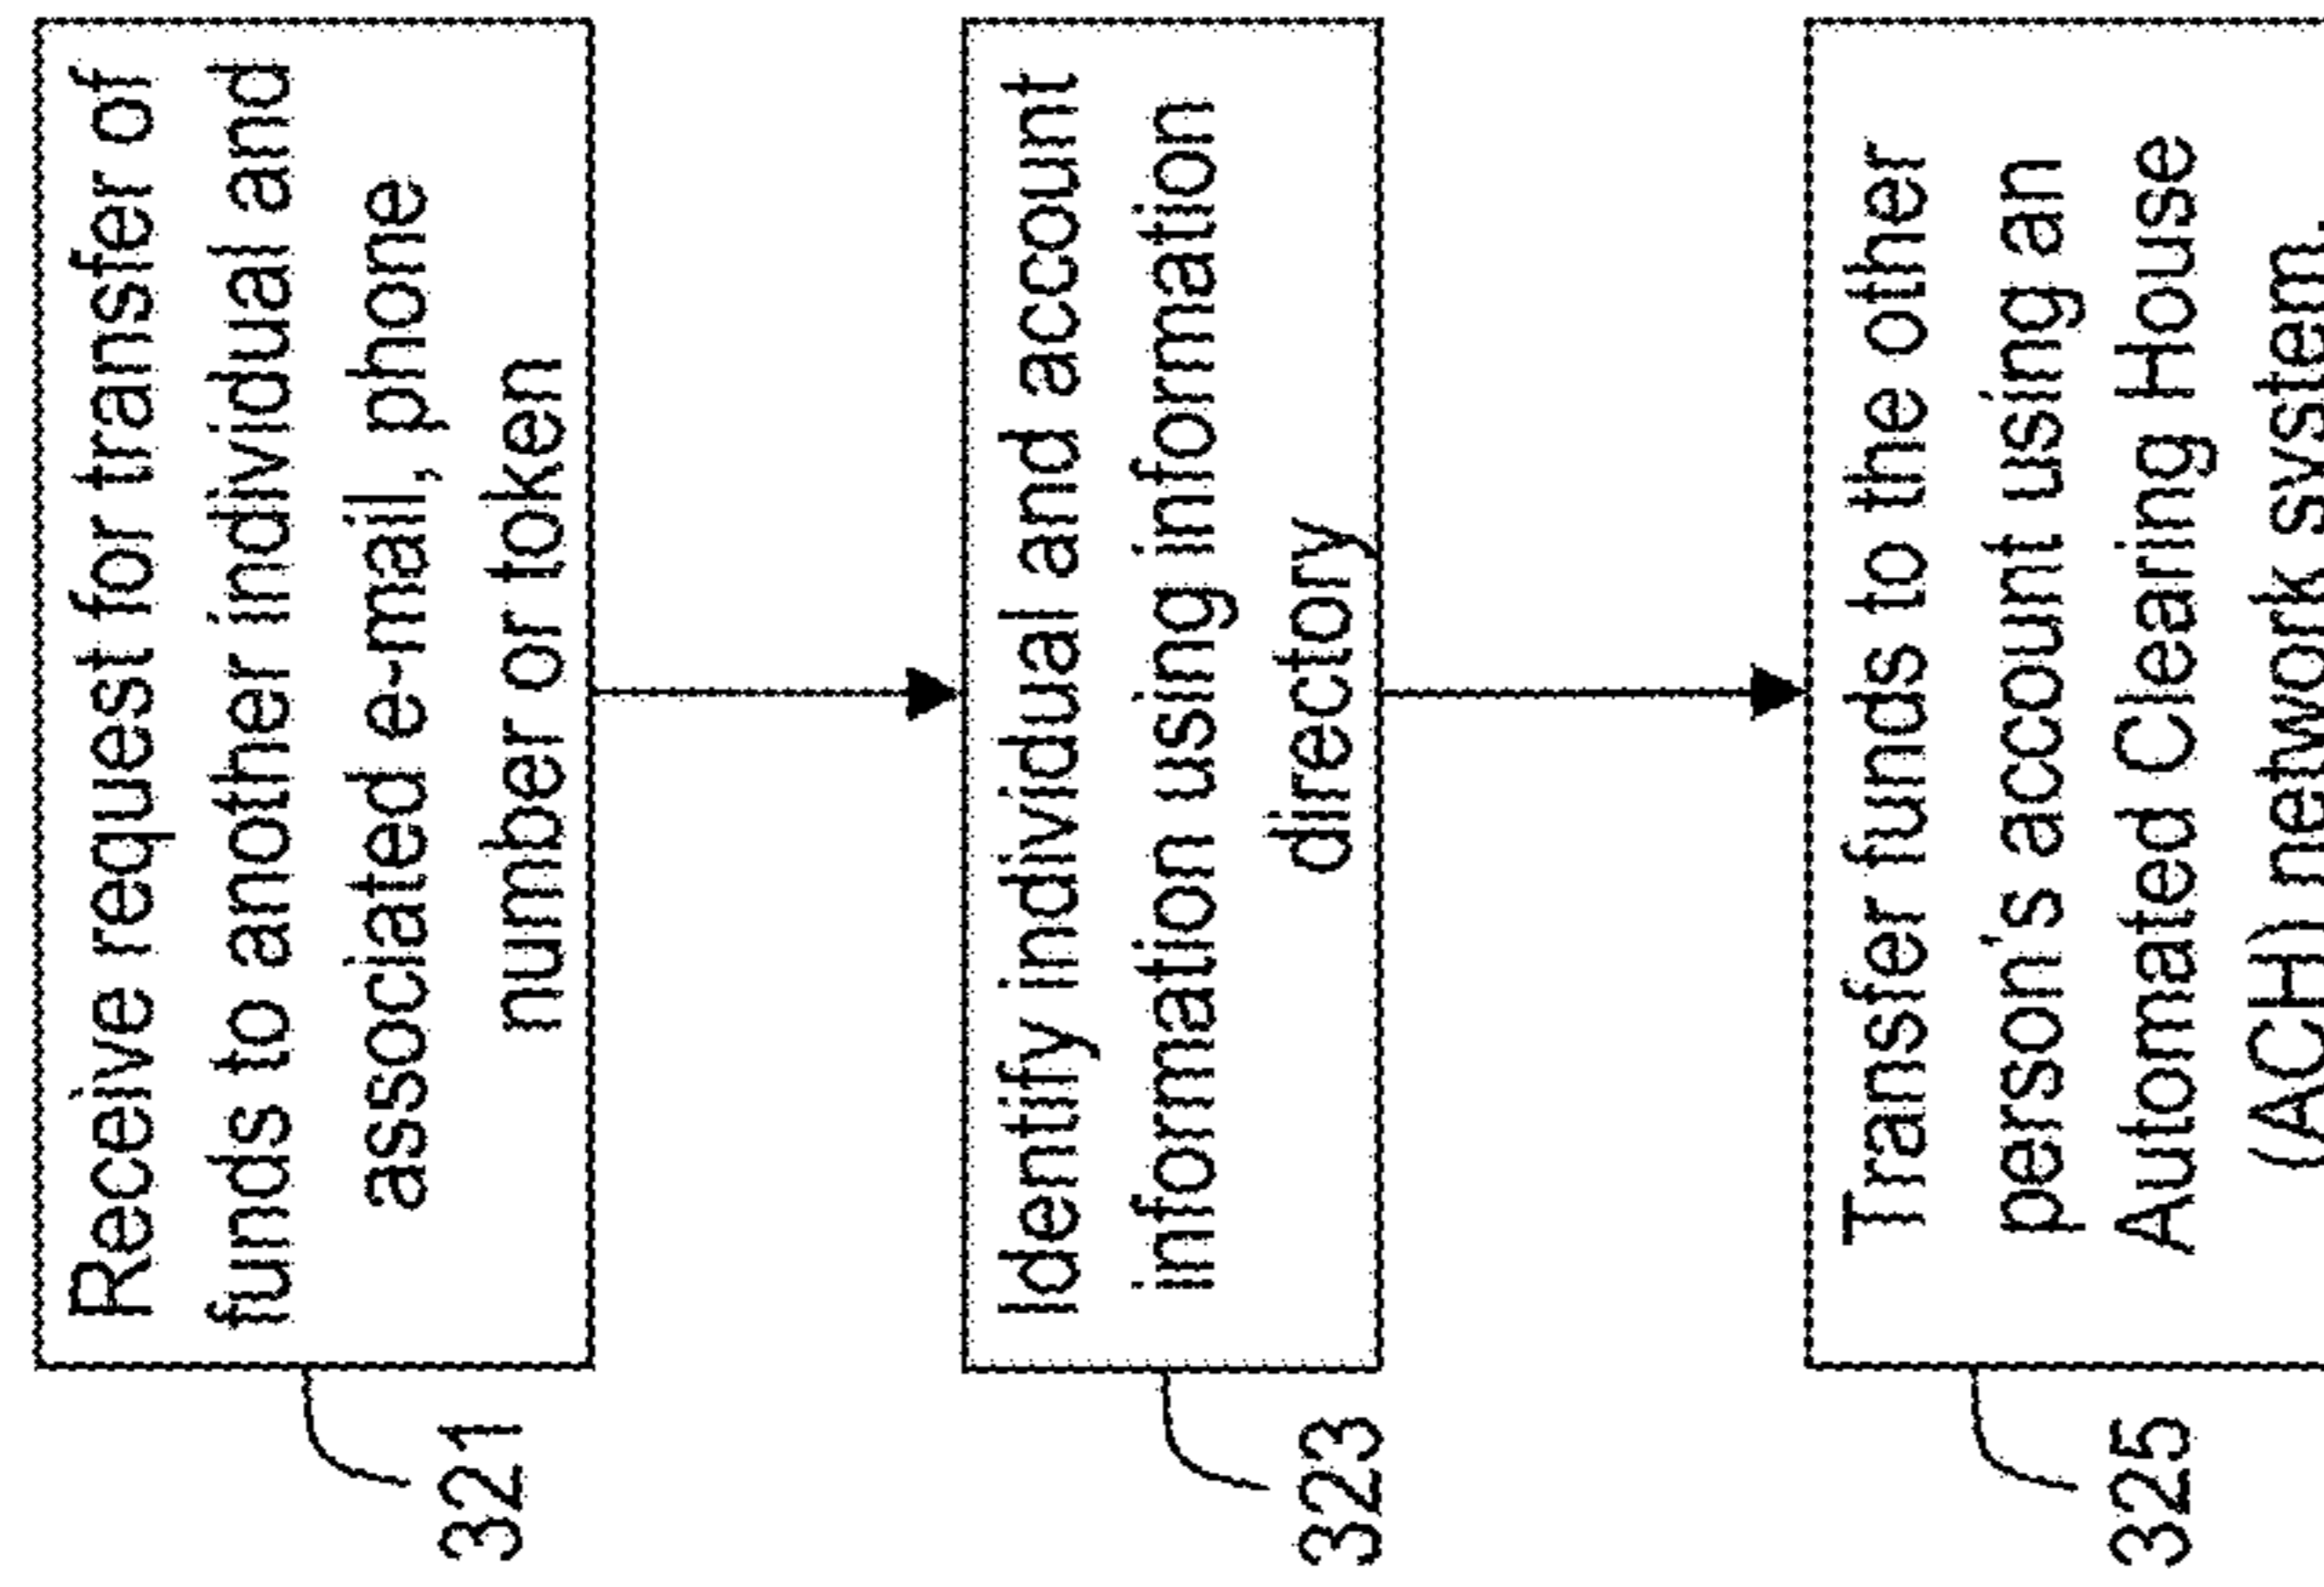 Receive request for transfer of
funds to another individual and
associated e-mail, phone
number or token
321
Identify individual and account
information using information
directory
323
Transfer funds to the other
person's account using an
Automated Clearing House
(ACH) network system.
325